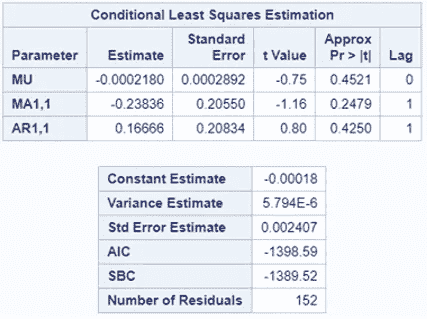 Conditional Least Squares Estimation
Parameter Estimate Standard Error t Value Approx Pr > |t| Lag
MU -0.0002180 0.0002892 -0.75 0.4521 0
MA1,1 -0.23836 0.20550 -1.16 0.2479 1
AR1,1 0.16666 0.20834 0.80 0.4250 1
Constant Estimate -0.00018
Variance Estimate 5.794E-6
Std Error Estimate 0.002407
AIC -1398.59
SBC -1389.52
Number of Residuals 152